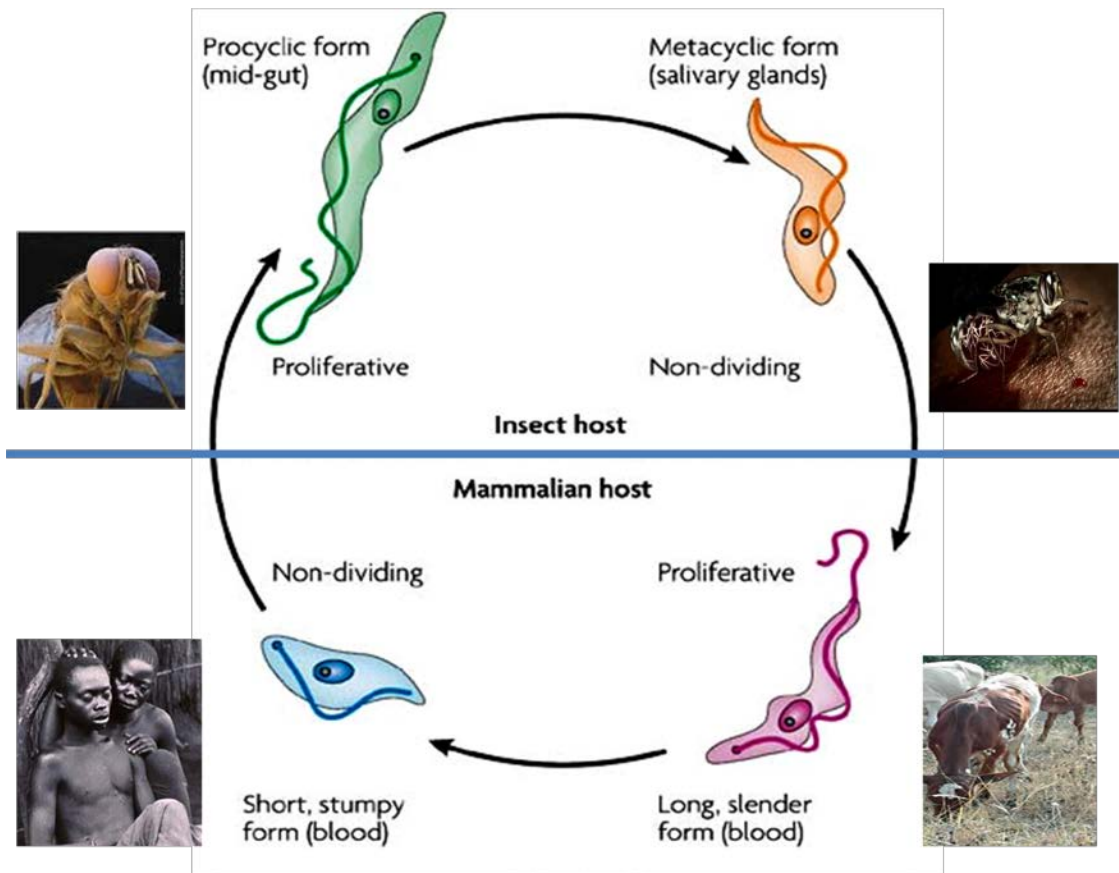 Procyclic form
(mid-gut)
Metacyclic form
(salivary glands)
Proliferative
Non-dividing
Insect host
Mammalian host
Non-dividing
Proliferative
Short, stumpy
form (blood)
Long, slender
form (blood)